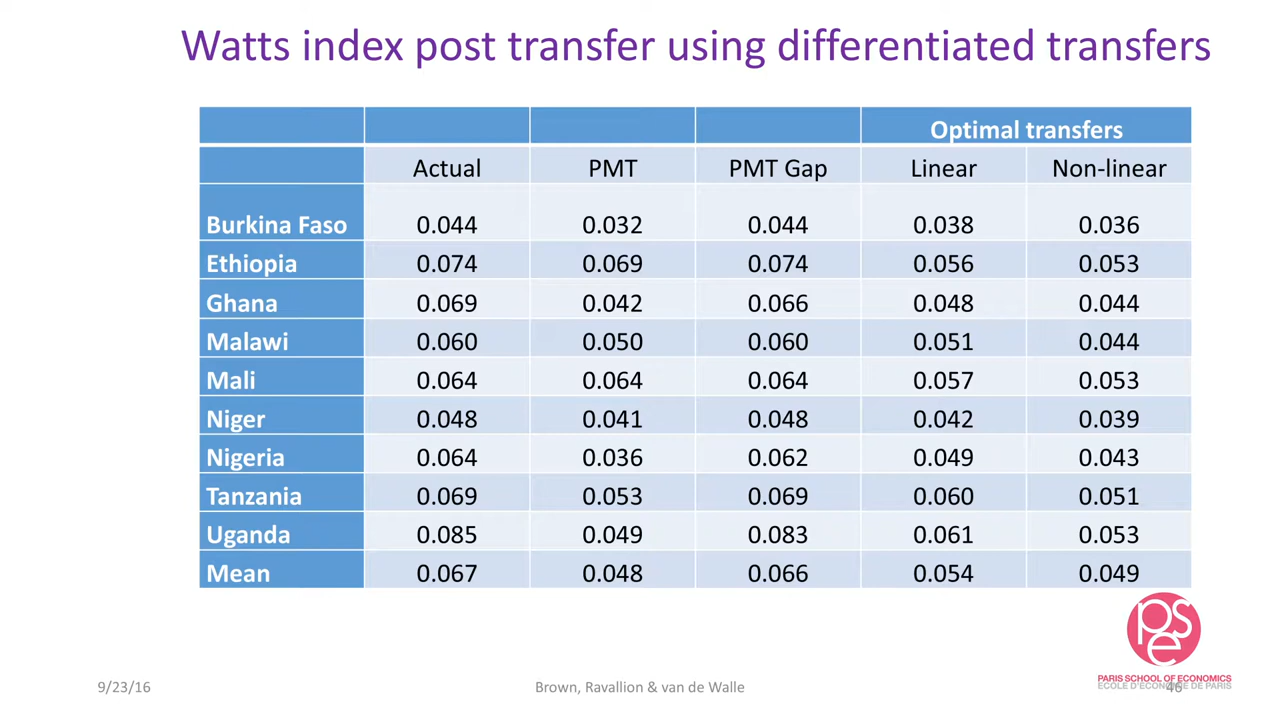 Watts index post transfer using differentiated transfers
Optimal transfers
Actual PMT PMT Gap Linear Non-linear
Burkina Faso 0.044 0.032 0.044 0.038 0.036
Ethiopia 0.074 0.069 0.074 0.056 0.053
Ghana 0.069 0.042 0.066 0.048 0.044
Malawi 0.060 0.050 0.060 0.051 0.044
Mali 0.064 0.064 0.064 0.057 0.053
Niger 0.048 0.041 0.048 0.042 0.039
Nigeria 0.064 0.036 0.062 0.049 0.043
Tanzania 0.069 0.053 0.069 0.060 0.051
Uganda 0.085 0.049 0.083 0.061 0.053
Mean 0.067 0.048 0.066 0.054 0.049
pse
PARIS SCHOOL OF ECONOMICS
ECOLE D'ECONOMIE DE PARIS
9/23/16 Brown, Ravallion & van de Walle 46